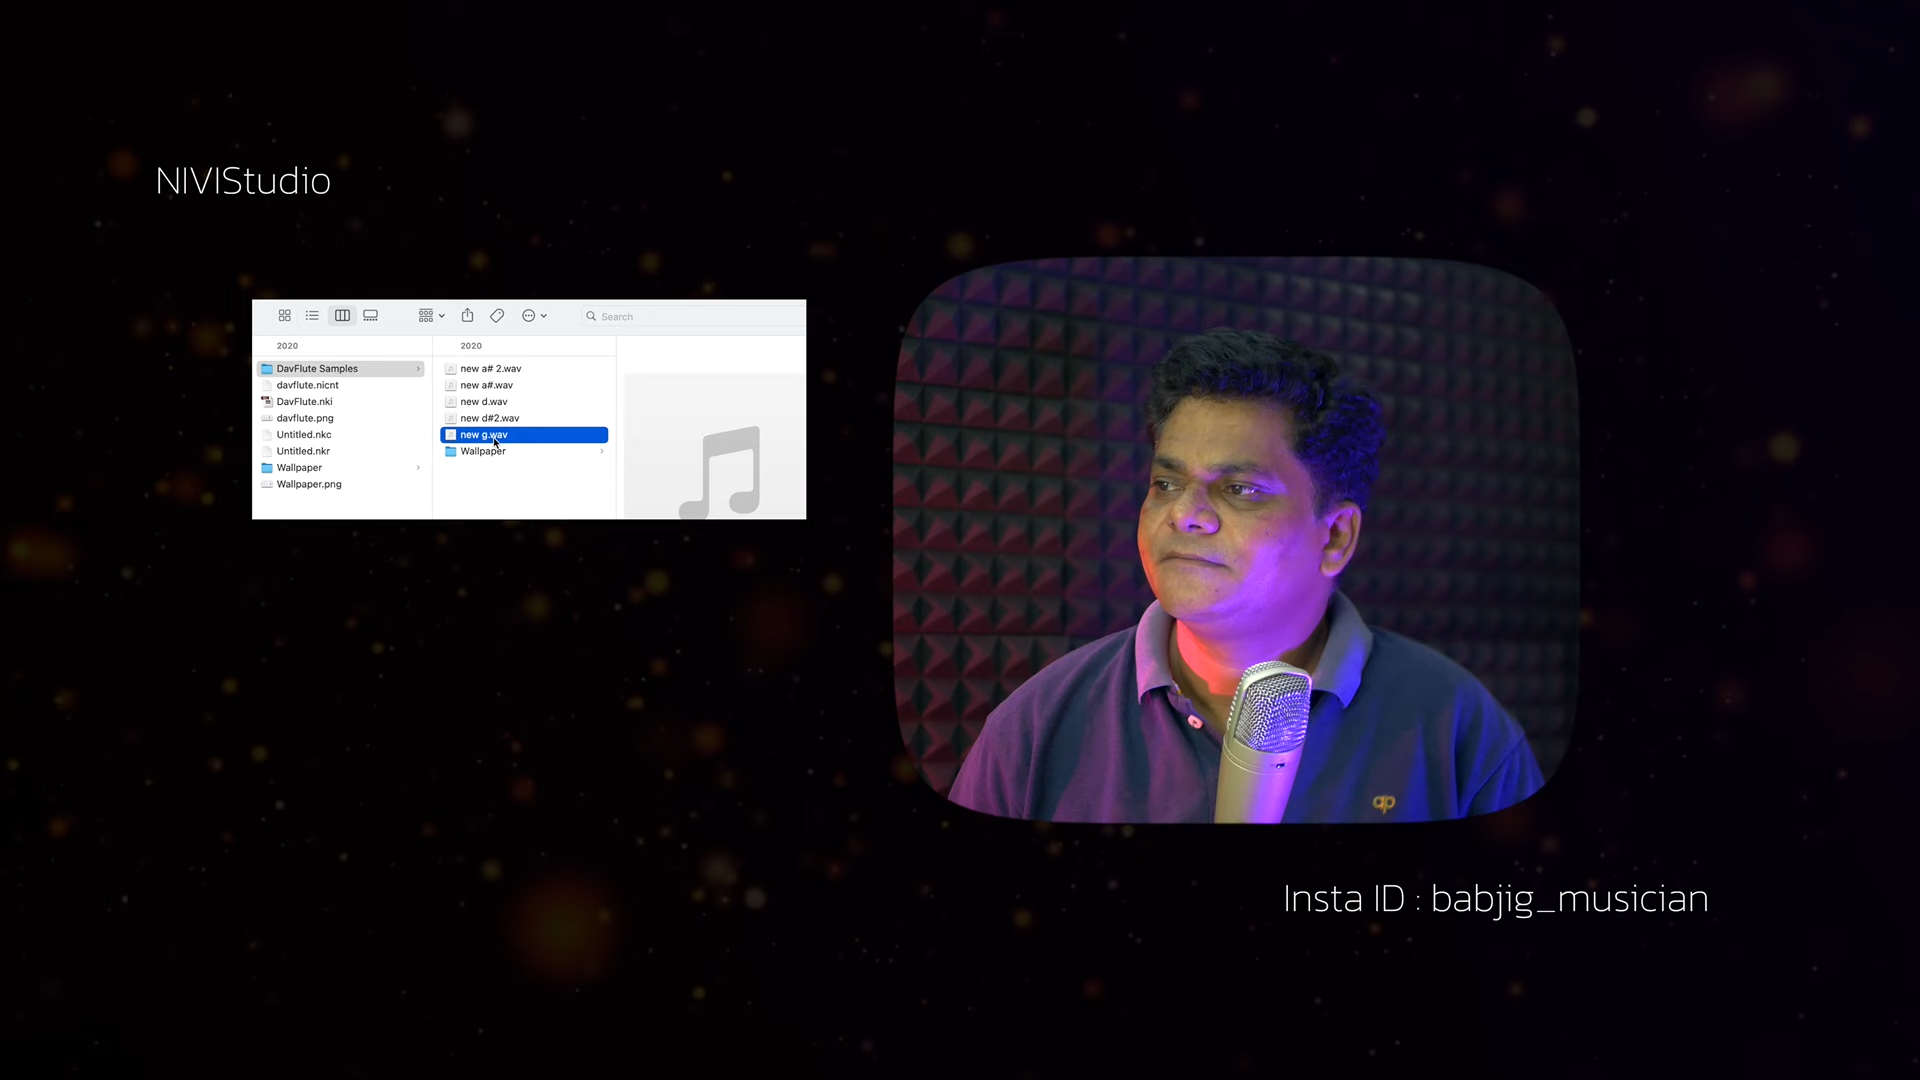 NIVIStudio
Search
2020
DavFlute Samples
davflute.nicnt
DavFlute.nki
davflute.png
Untitled.nkc
Untitled.nkr
Wallpaper
Wallpaper.png
2020
new a# 2.wav
new a#.wav
new d.wav
new d#2.wav
new g.wav
Wallpaper
Insta ID : babjig_musician